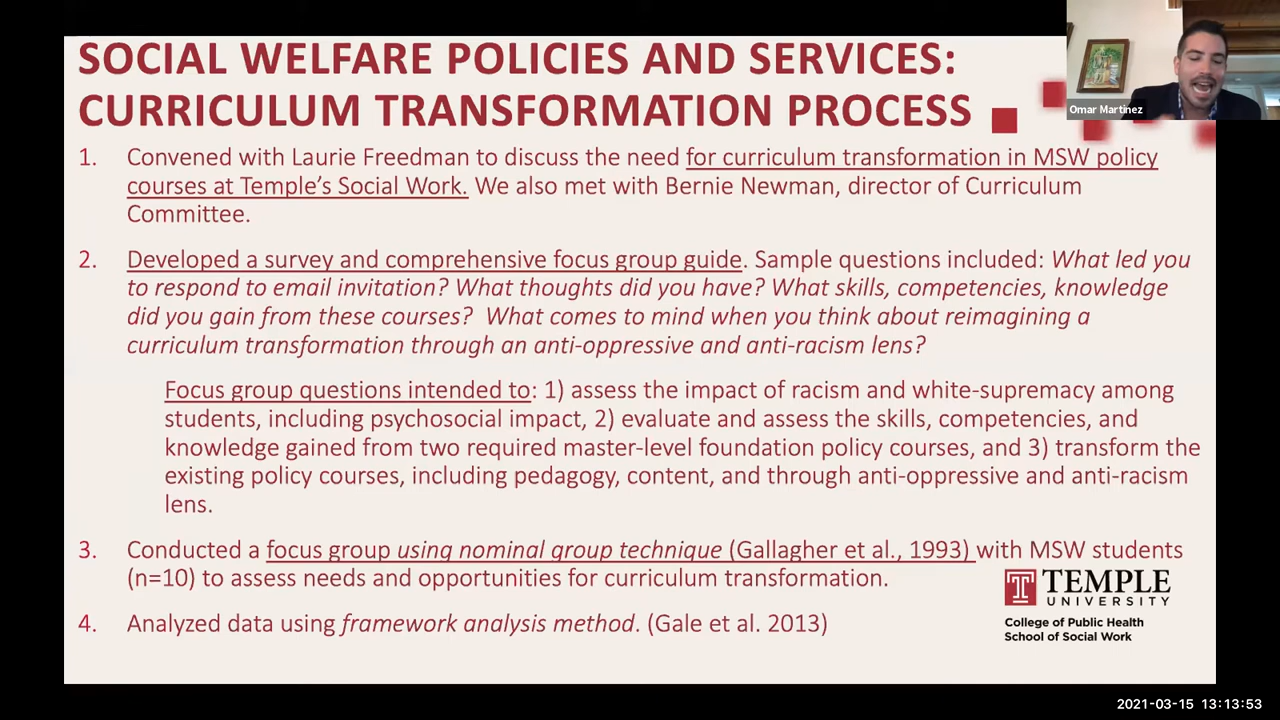 SOCIAL WELFARE POLICIES AND SERVICES:
CURRICULUM TRANSFORMATION PROCESS
Omar Martinez
1. Convened with Laurie Freedman to discuss the need for curriculum transformation in MSW policy
courses at Temple's Social Work. We also met with Bernie Newman, director of Curriculum
Committee.
2. Developed a survey and comprehensive focus group guide. Sample questions included: What led you
to respond to email invitation? What thoughts did you have? What skills, competencies, knowledge
did you gain from these courses? What comes to mind when you think about reimagining a
curriculum transformation through an anti-oppressive and anti-racism lens?
Focus group questions intended to: 1) assess the impact of racism and white-supremacy among
students, including psychosocial impact, 2) evaluate and assess the skills, competencies, and
knowledge gained from two required master-level foundation policy courses, and 3) transform the
existing policy courses, including pedagogy, content, and through anti-oppressive and anti-racism
lens.
3. Conducted a focus group using nominal group technique (Gallagher et al., 1993) with MSW students
(n=10) to assess needs and opportunities for curriculum transformation.
4. Analyzed data using framework analysis method. (Gale et al. 2013)
TEMPLE
UNIVERSITY
College of Public Health
School of Social Work
2021-03-15 13:13:53